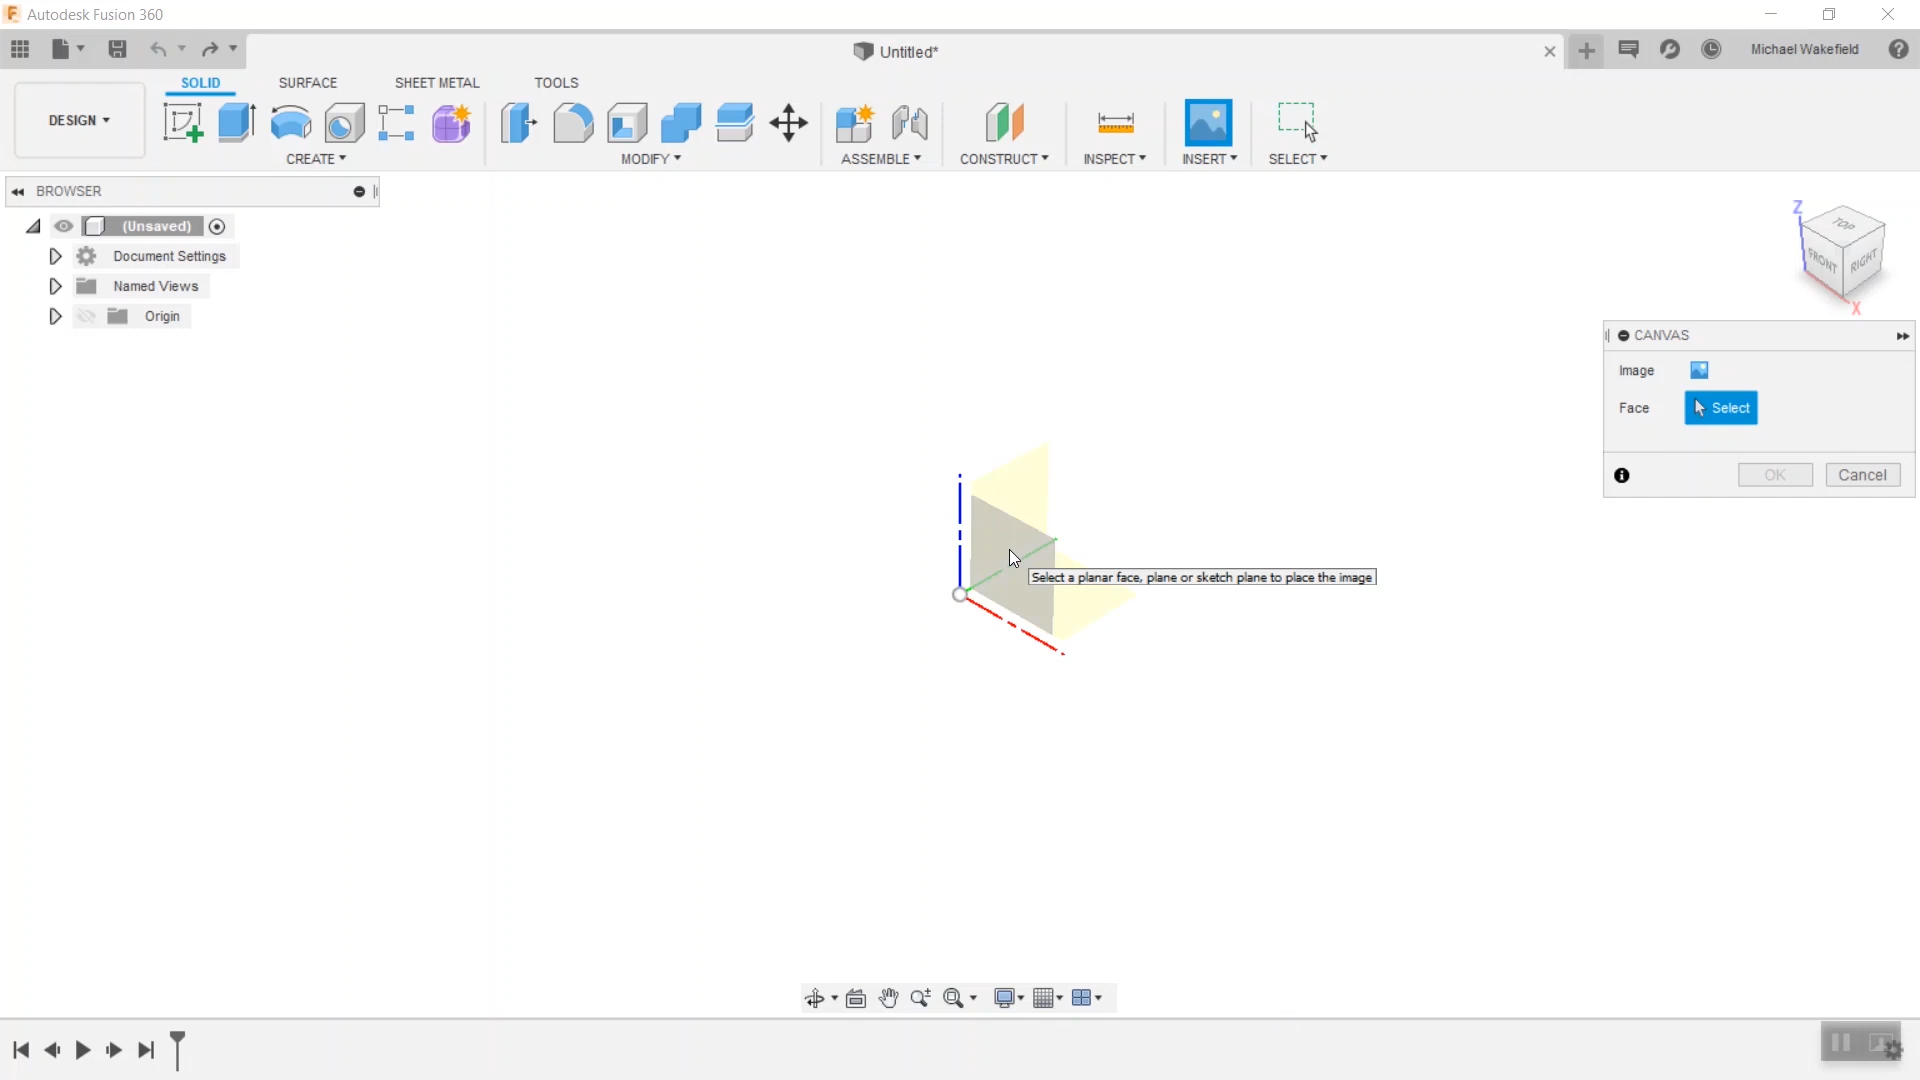 Autodesk Fusion 360
Untitled*
Michael Wakefield
SOLID SURFACE SHEET METAL TOOLS
DESIGN
CREATE MODIFY ASSEMBLE CONSTRUCT INSPECT INSERT SELECT
BROWSER
(Unsaved)
Document Settings
Named Views
Origin
Z
TOP
FRONT RIGHT
X
CANVAS
Image
Face Select
OK Cancel
Select a planar face, plane or sketch plane to place the image